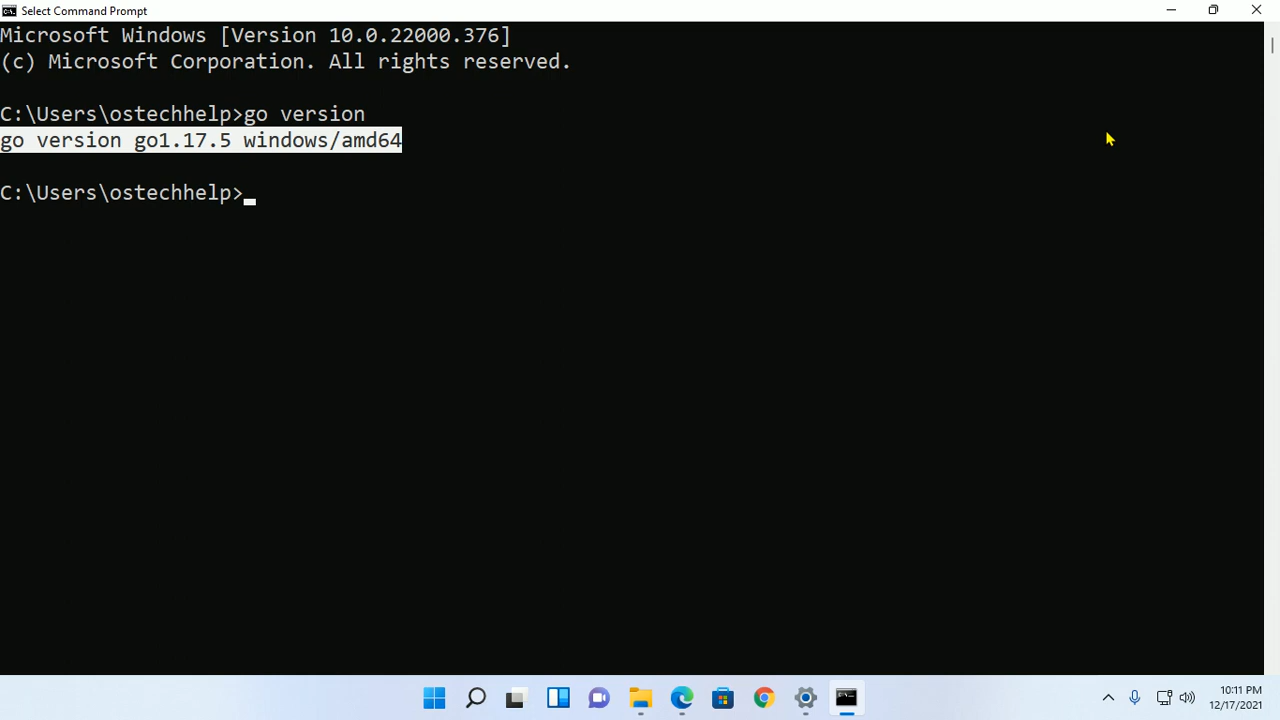 Select Command Prompt
Microsoft Windows [Version 10.0.22000.376]
(c) Microsoft Corporation. All rights reserved.
C:\Users\ostechhelp>go version
go version go1.17.5 windows/amd64
C:\Users\ostechhelp>
10:11 PM
12/17/2021